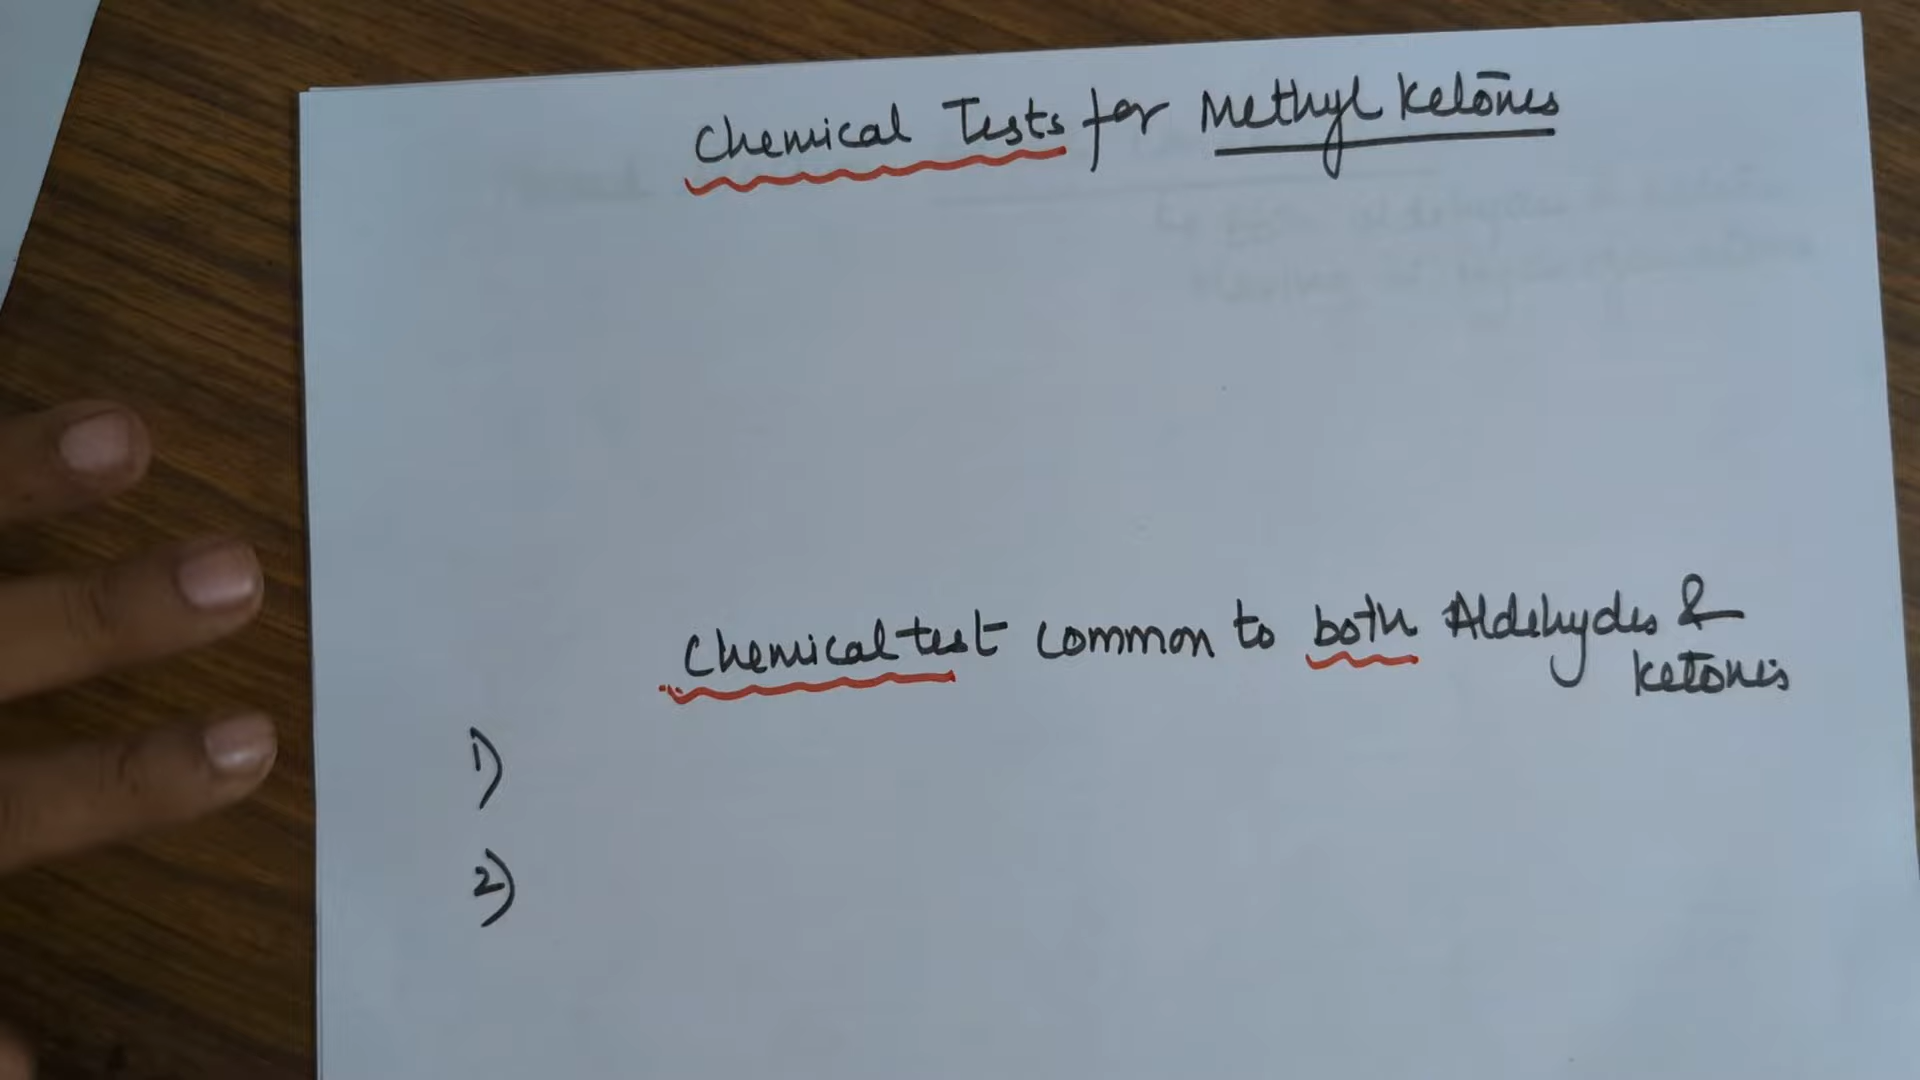 Chemical Tests for Methyl Ketones
Chemical test common to both Aldehydes &
Ketones
1)
2)